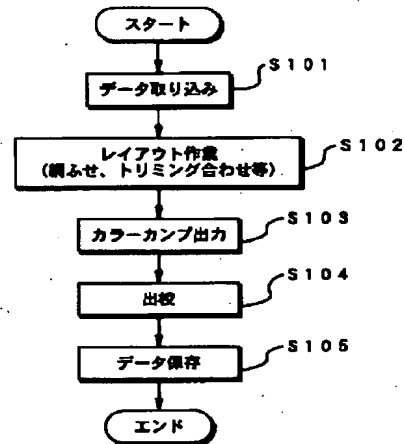 スタート
S101
データ取り込み
S102
レイアウト作業
(網ふせ、トリミング合わせ等)
S103
カラーカンプ出力
S104
出校
S105
データ保存
エンド